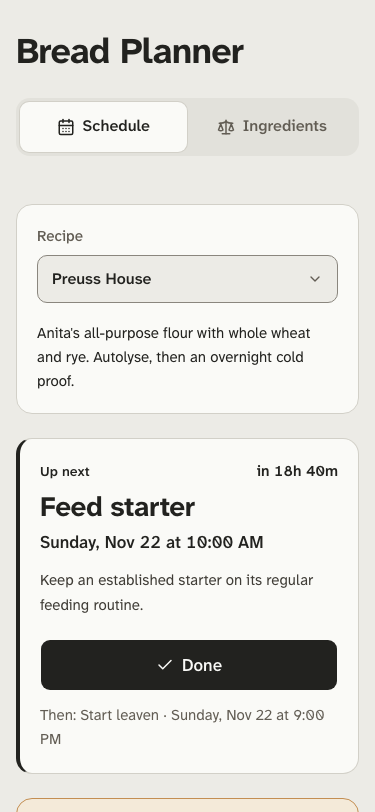 Bread Planner
Schedule
Ingredients
Recipe
Preuss House
Anita's all-purpose flour with whole wheat
and rye. Autolyse, then an overnight cold
proof.
Up next
in 18h 40m
Feed starter
Sunday, Nov 22 at 10:00 AM
Keep an established starter on its regular
feeding routine.
Done
Then: Start leaven · Sunday, Nov 22 at 9:00
PM